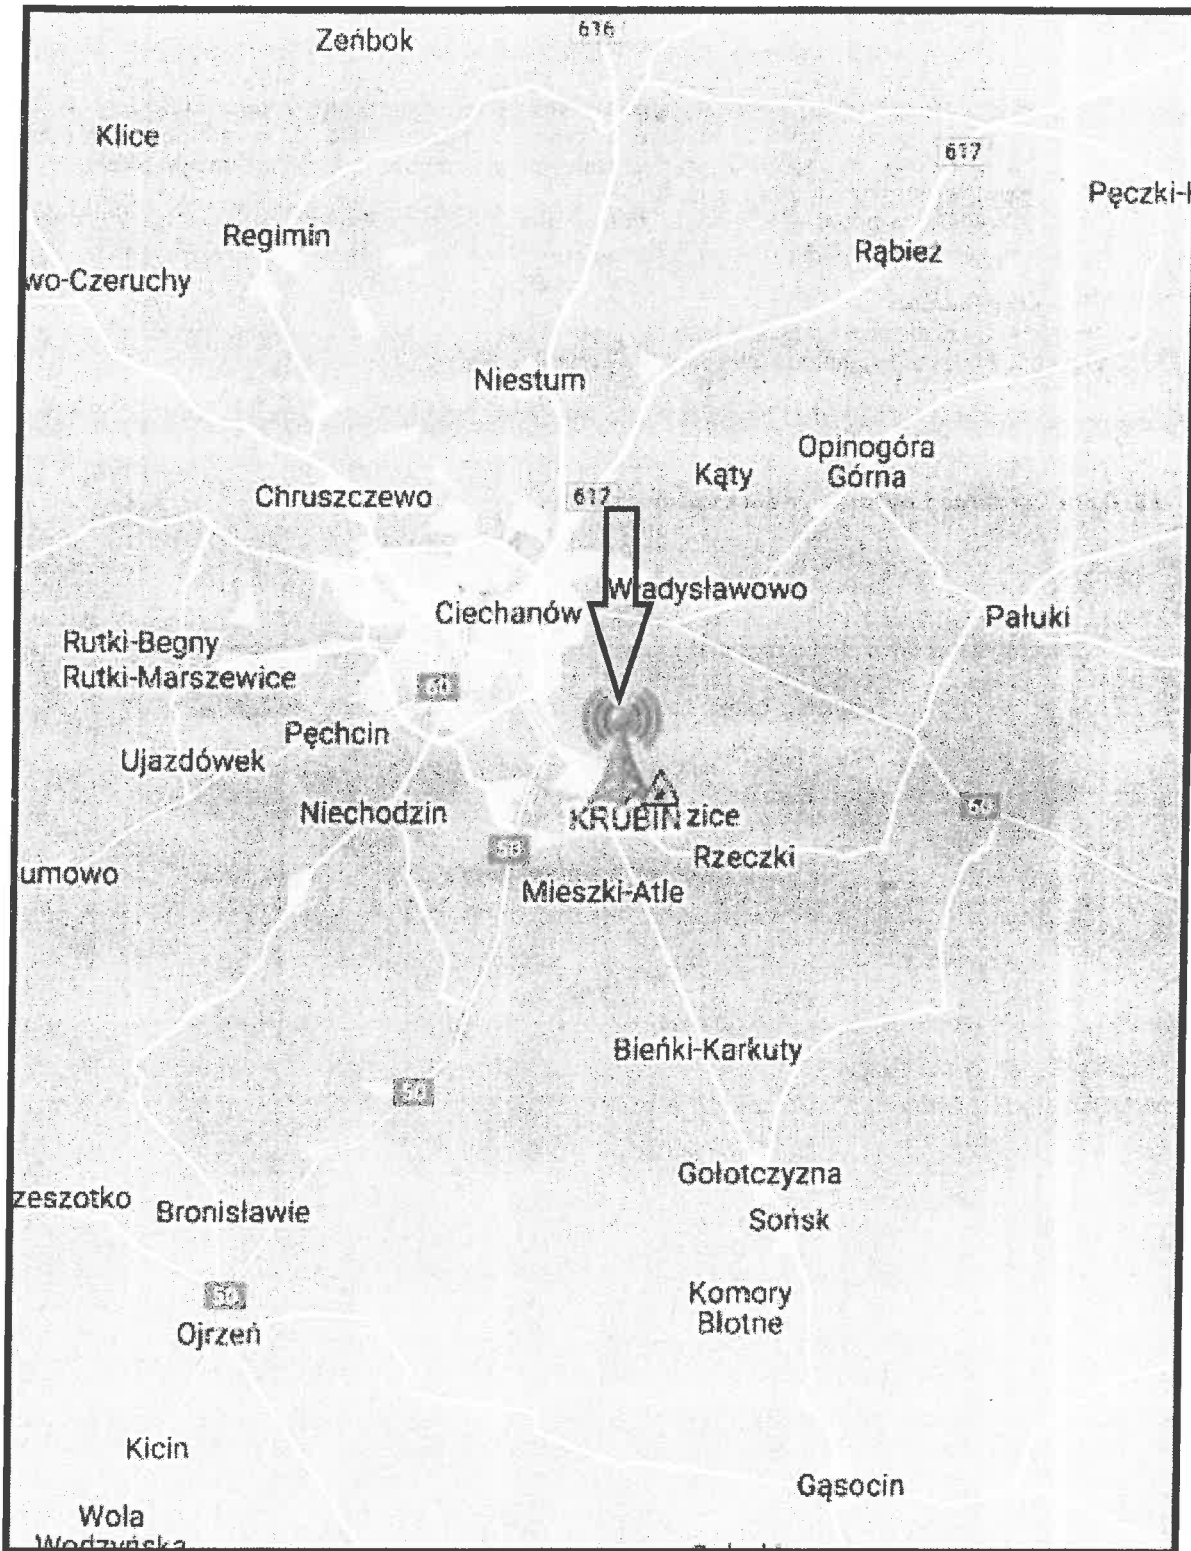 Zeńbok
616
Klice
617
Pęczki-
Regimin
Rąbież
wo-Czeruchy
Niestum
Opinogóra
Górna
Kąty
Chruszczewo
617
Władysławowo
Ciechanów
Pałuki
Rutki-Begny
Rutki-Marszewice
60
Pęchcin
Ujazdówek
Niechodzin
KRUBIN
zice
60
50
Rzeczki
umowo
Mieszki-Atle
Bieńki-Karkuty
50
Gołotczyzna
zeszotko
Bronisławie
Sońsk
50
Komory
Błotne
Ojrzeń
Kicin
Gąsocin
Wola
Wodzyńska